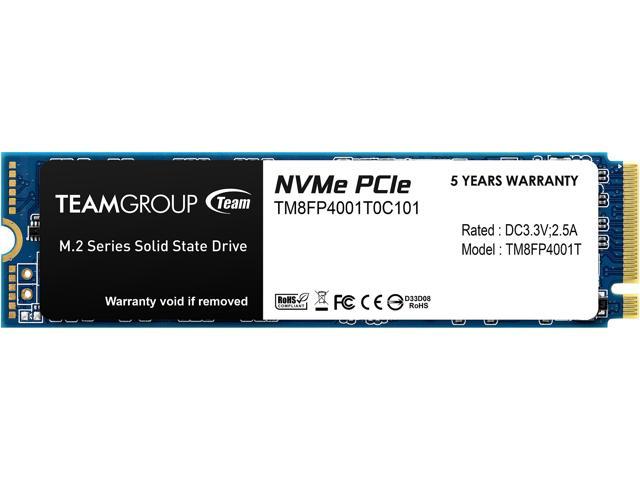 TEAMGROUP Team
M.2 Series Solid State Drive
Warranty void if removed
NVMe PCIe
TM8FP4001T0C101
5 YEARS WARRANTY
Rated : DC3.3V;2.5A
Model : TM8FP4001T
RoHS
COMPLIANT
FC CE
D33D08
RoHS